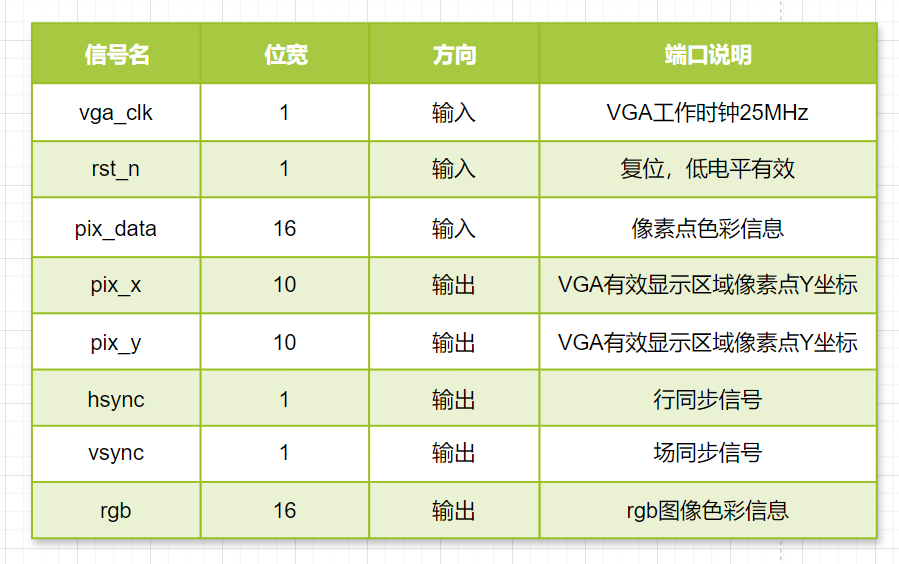 信号名 位宽 方向 端口说明
vga_clk 1 输入 VGA工作时钟25MHz
rst_n 1 输入 复位，低电平有效
pix_data 16 输入 像素点色彩信息
pix_x 10 输出 VGA有效显示区域像素点Y坐标
pix_y 10 输出 VGA有效显示区域像素点Y坐标
hsync 1 输出 行同步信号
vsync 1 输出 场同步信号
rgb 16 输出 rgb图像色彩信息